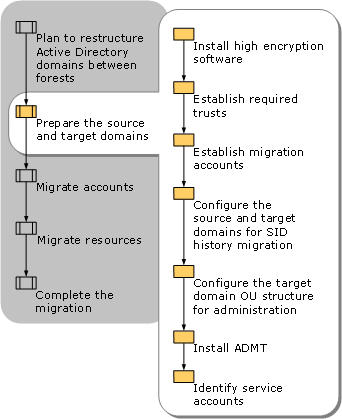 Plan to restructure
Active Directory
domains between
forests
Prepare the source
and target domains
Migrate accounts
Migrate resources
Complete the
migration
Install high encryption
software
Establish required
trusts
Establish migration
accounts
Configure the
source and target
domains for SID
history migration
Configure the target
domain OU structure
for administration
Install ADMT
Identify service
accounts